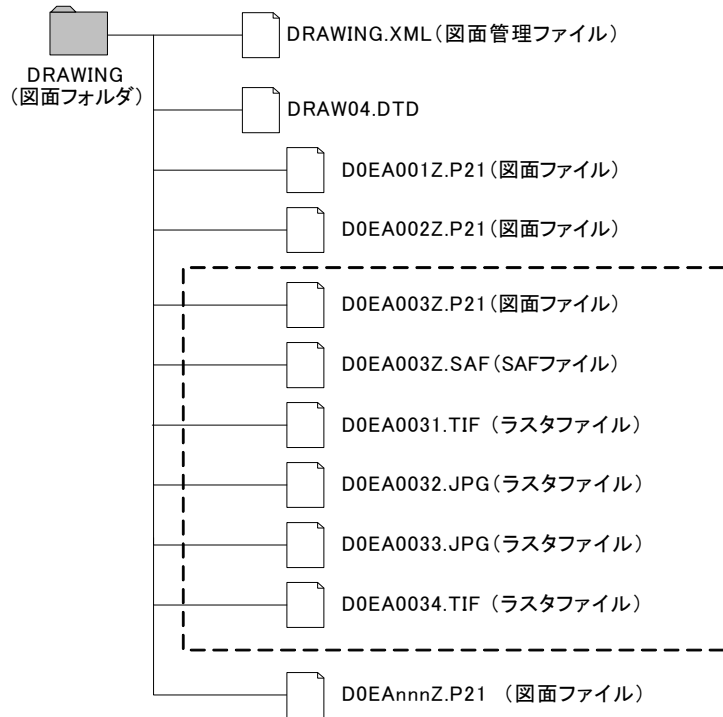 DRAWING
(図面フォルダ)
DRAWING.XML(図面管理ファイル)
DRAW04.DTD
D0EA001Z.P21(図面ファイル)
D0EA002Z.P21(図面ファイル)
D0EA003Z.P21(図面ファイル)
D0EA003Z.SAF(SAFファイル)
D0EA0031.TIF (ラスタファイル)
D0EA0032.JPG(ラスタファイル)
D0EA0033.JPG(ラスタファイル)
D0EA0034.TIF (ラスタファイル)
D0EAnnnZ.P21 (図面ファイル)